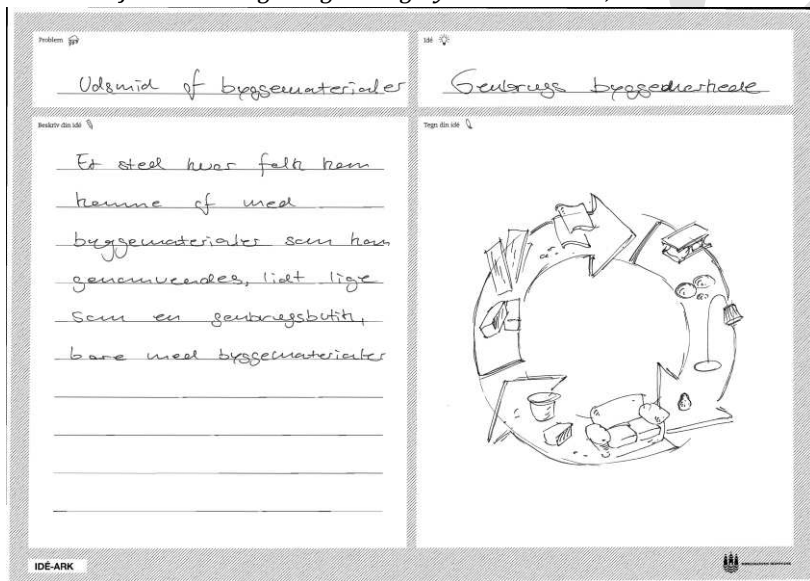 Problem
Udsmid af byggematerialer
Idé
Genbrugs byggemarkede
Beskriv din idé
Et sted hvor folk kan
komme af med
byggematerialer som kan
genanvendes, lidt lige
som en genbrugsbutik,
bare med byggematerialer
Tegn din idé
IDÉ-ARK